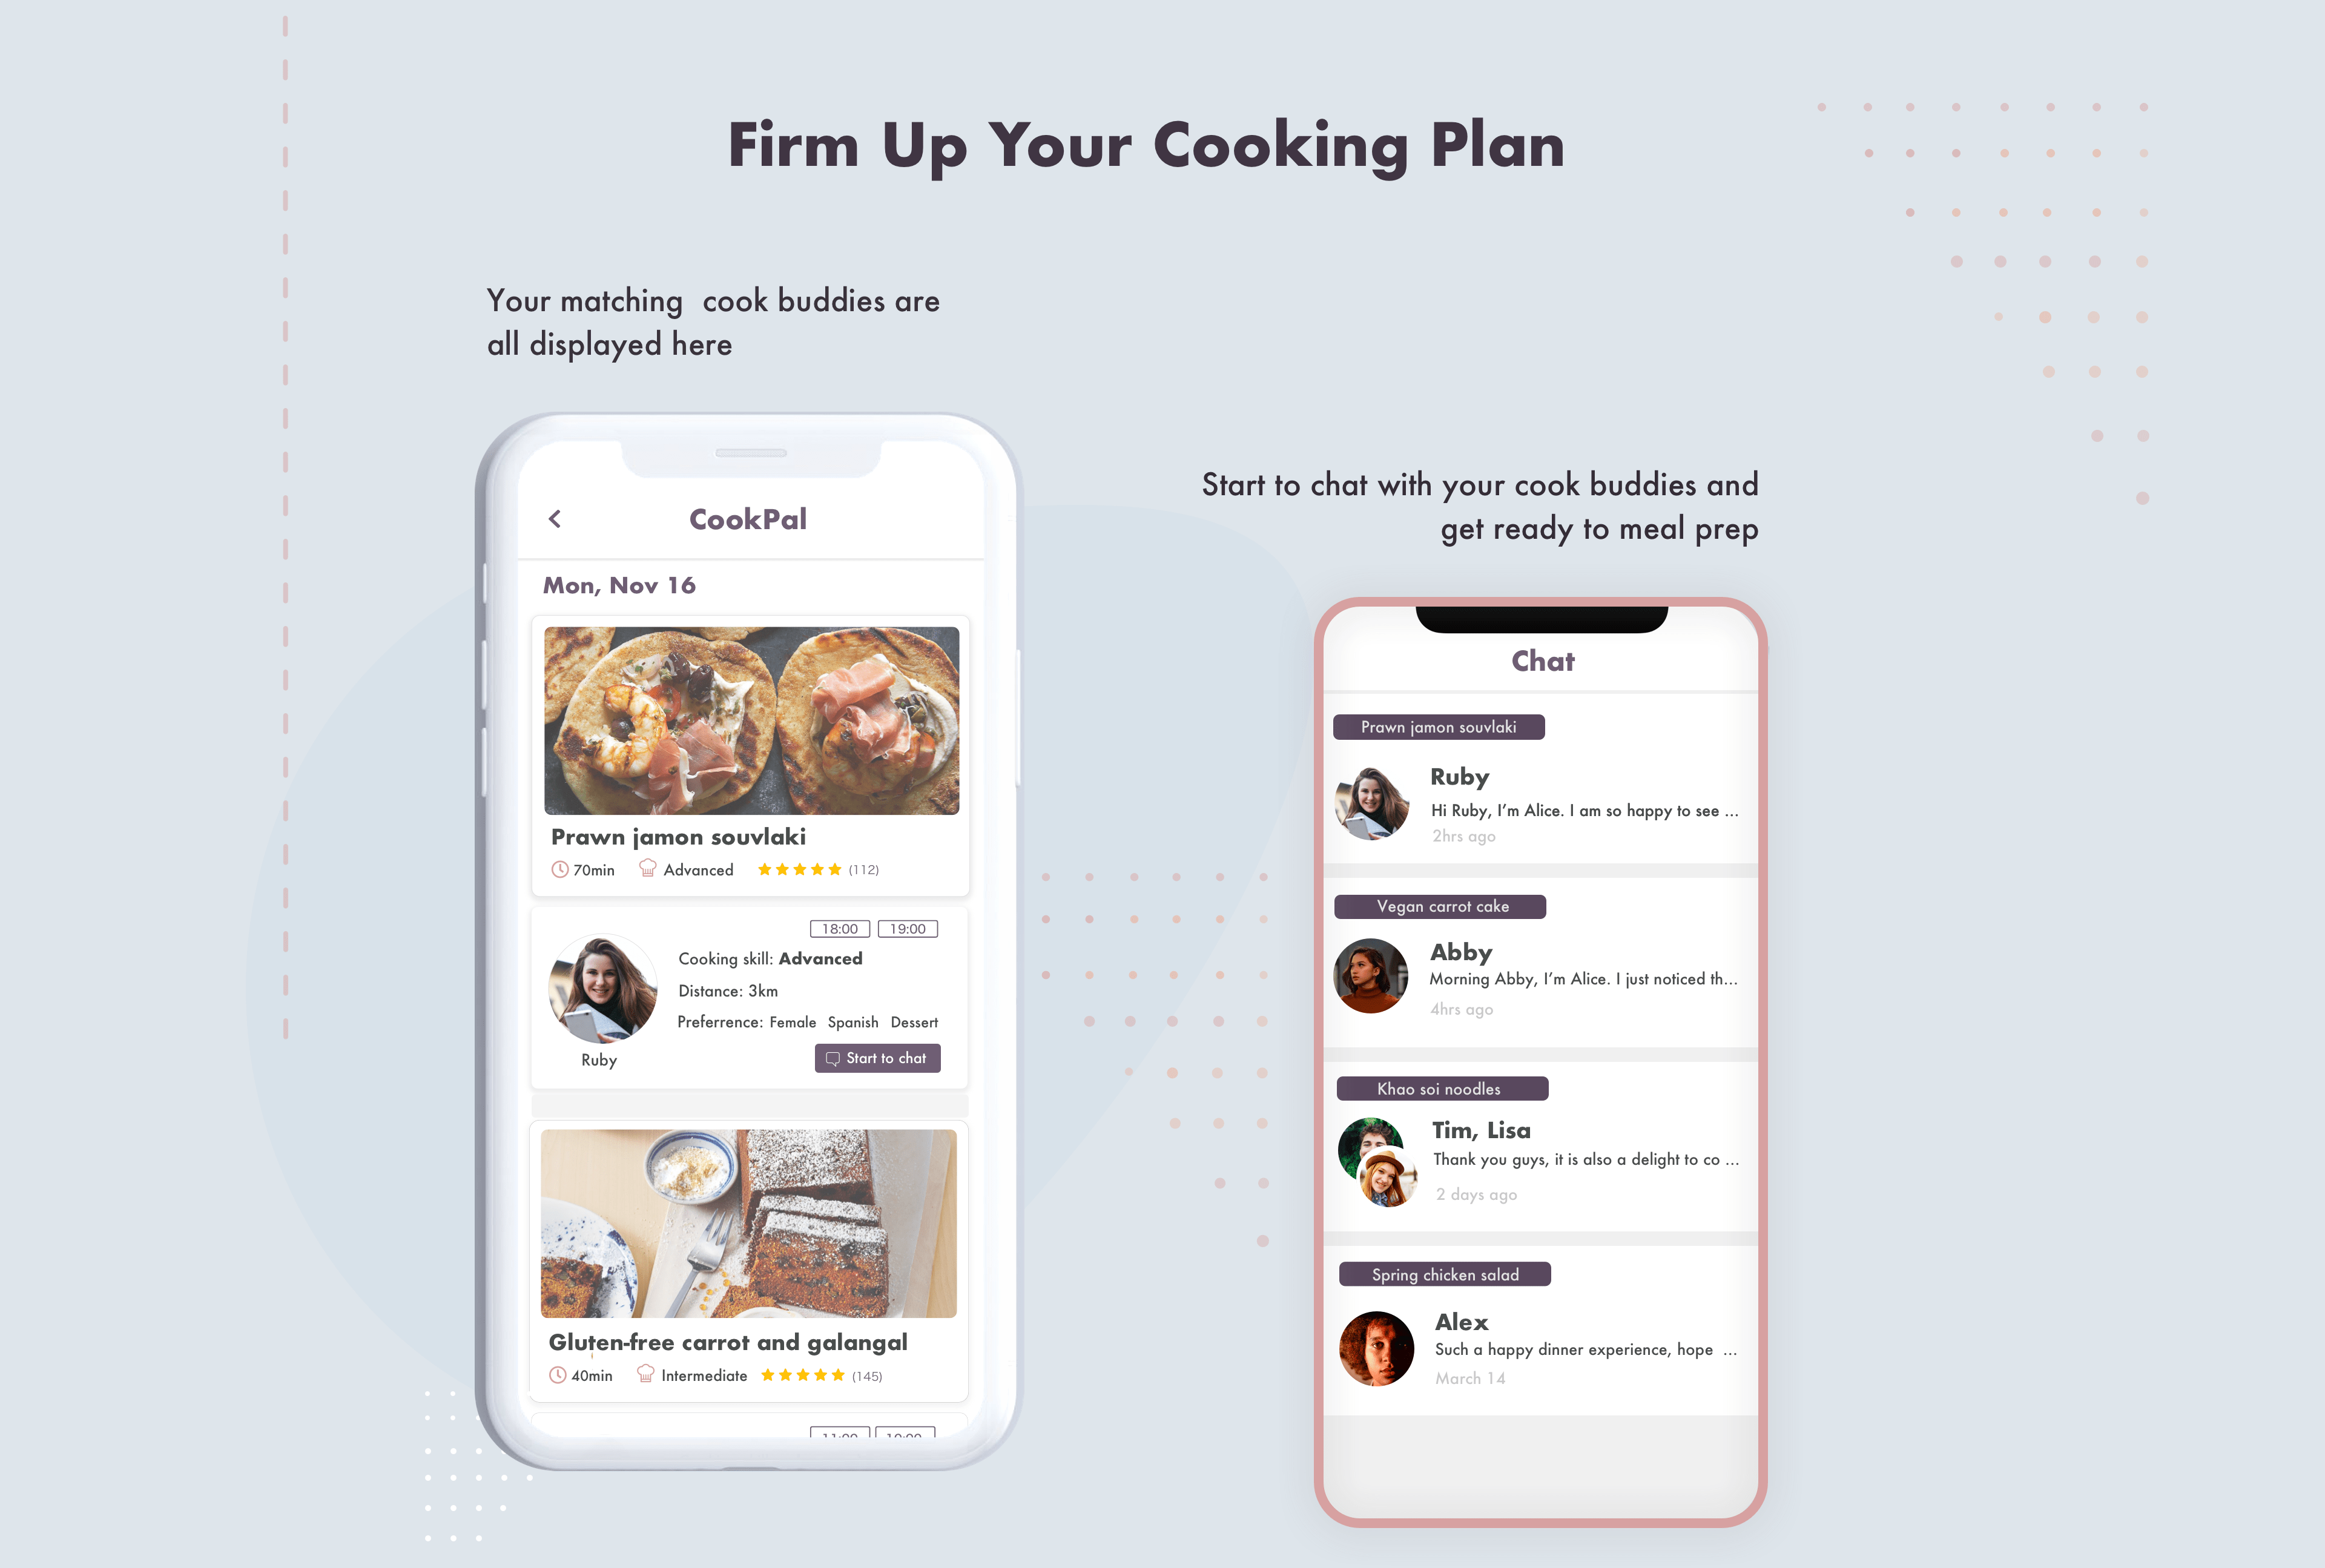 Firm Up Your Cooking Plan
Your matching cook buddies are
all displayed here
CookPal
Mon, Nov 16
Prawn jamon souvlaki
70min Advanced (112)
18:00 19:00
Cooking skill: Advanced
Distance: 3km
Preferrence: Female Spanish Dessert
Ruby
Start to chat
Gluten-free carrot and galangal
40min Intermediate (145)
Start to chat with your cook buddies and
get ready to meal prep
Chat
Prawn jamon souvlaki
Ruby
Hi Ruby, I'm Alice. I am so happy to see ...
2hrs ago
Vegan carrot cake
Abby
Morning Abby, I'm Alice. I just noticed th...
4hrs ago
Khao soi noodles
Tim, Lisa
Thank you guys, it is also a delight to co ...
2 days ago
Spring chicken salad
Alex
Such a happy dinner experience, hope ...
March 14